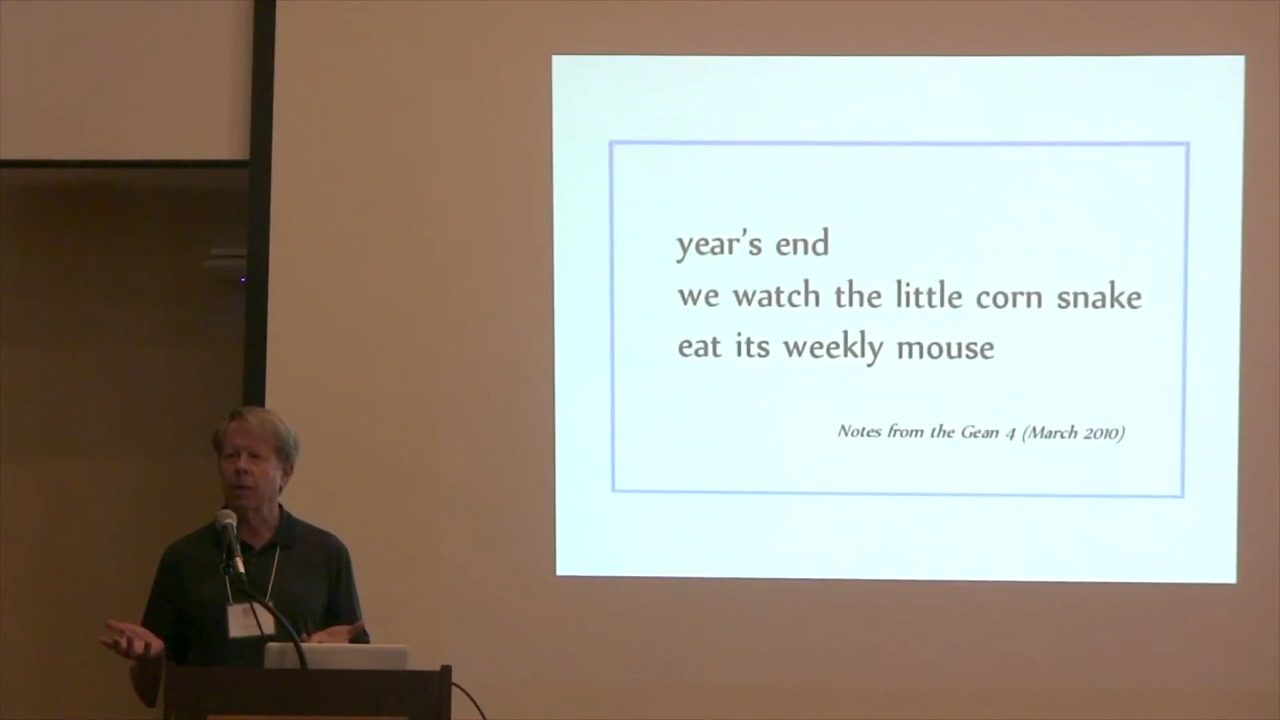 year's end
we watch the little corn snake
eat its weekly mouse
Notes from the Gean 4 (March 2010)